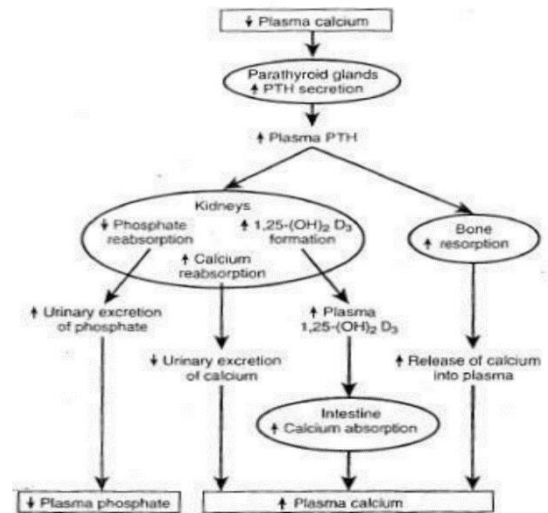 ↓ Plasma calcium
Parathyroid glands
↑ PTH secretion
↑ Plasma PTH
Kidneys
↓ Phosphate
reabsorption
↑ 1,25-(OH)₂ D₃
formation
↑ Calcium
reabsorption
Bone
↑ resorption
↑ Urinary excretion
of phosphate
↑ Plasma
1,25-(OH)₂ D₃
↓ Urinary excretion
of calcium
↑ Release of calcium
into plasma
Intestine
↑ Calcium absorption
↓ Plasma phosphate
↑ Plasma calcium